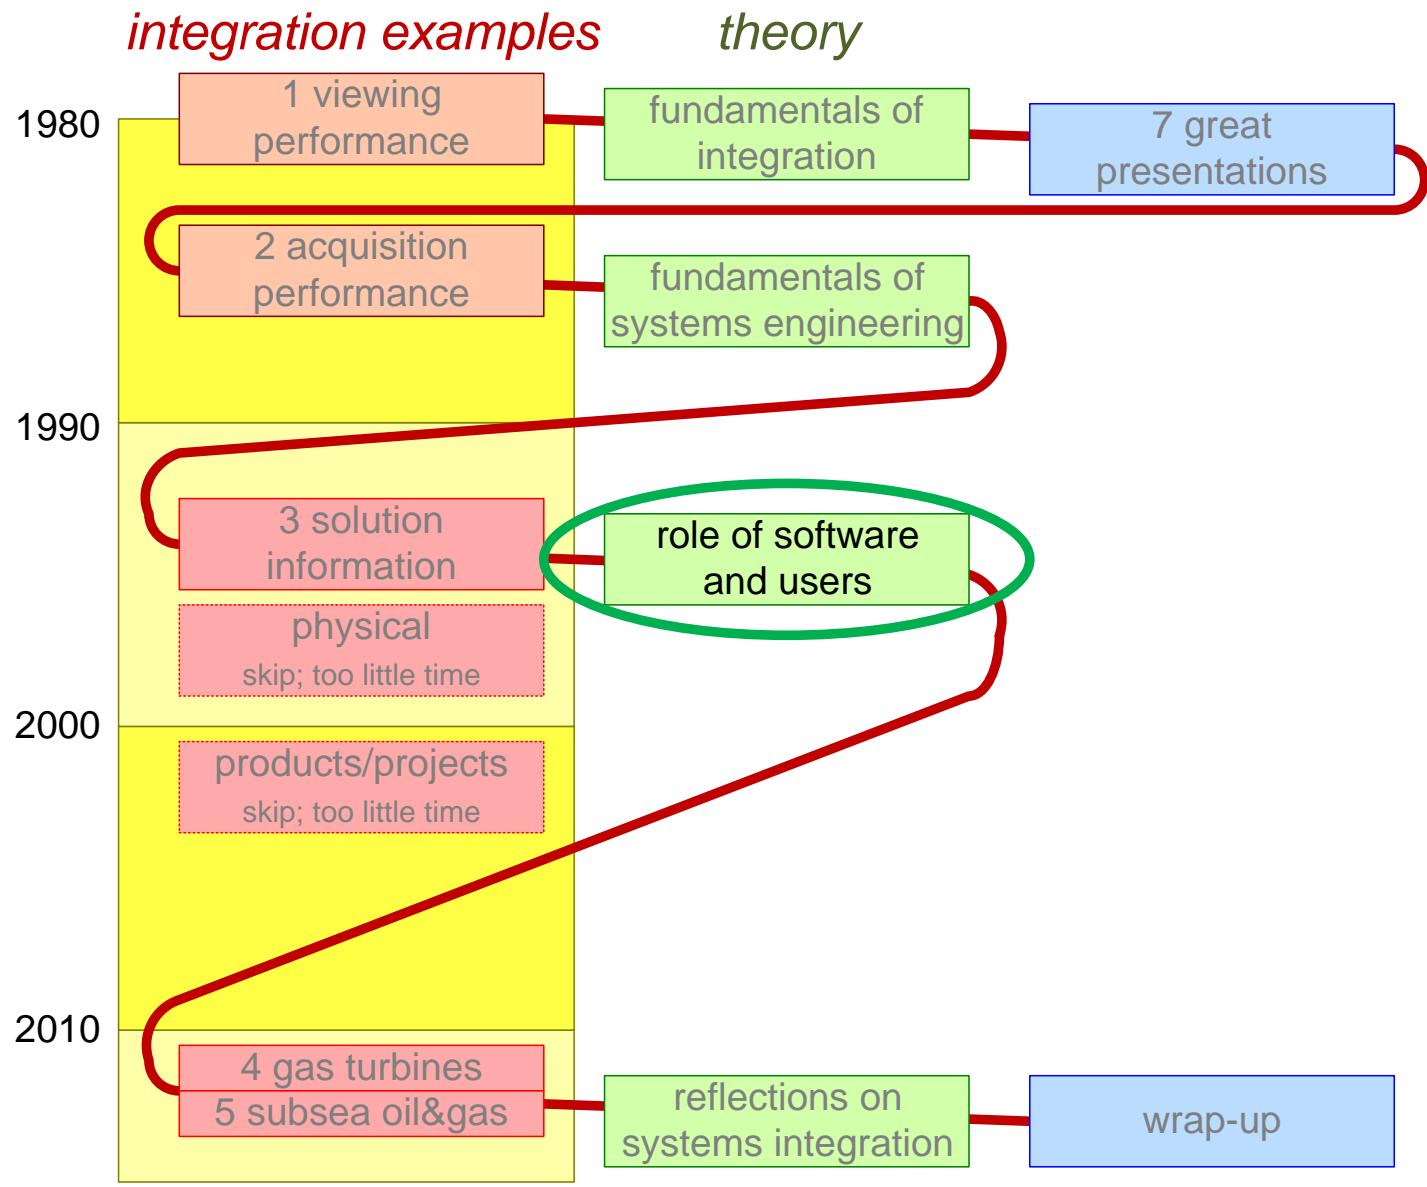 integration examples
theory
1980
1 viewing
performance
fundamentals of
integration
7 great
presentations
2 acquisition
performance
fundamentals of
systems engineering
1990
3 solution
information
role of software
and users
physical
skip; too little time
2000
products/projects
skip; too little time
2010
4 gas turbines
5 subsea oil&gas
reflections on
systems integration
wrap-up